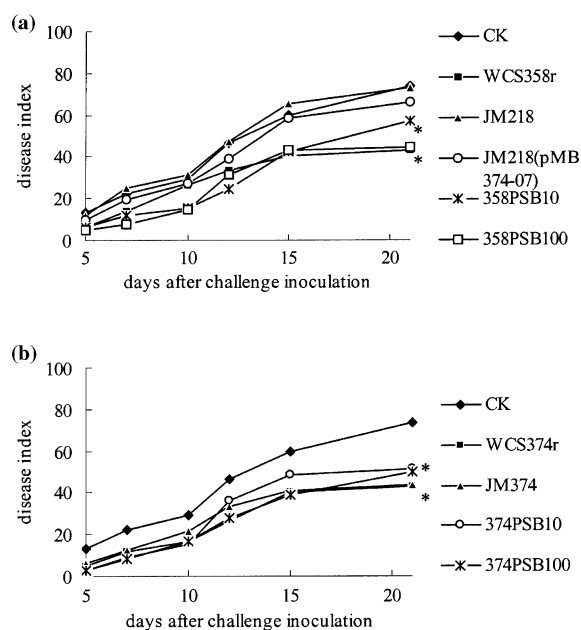 (a)
100
80
60
40
20
0
disease index
5
10
15
20
days after challenge inoculation
CK
WCS358r
JM218
JM218(pMB
374-07)
358PSB10
358PSB100
*
*
(b)
100
80
60
40
20
0
disease index
5
10
15
20
days after challenge inoculation
CK
WCS374r
JM374
374PSB10
374PSB100
*
*